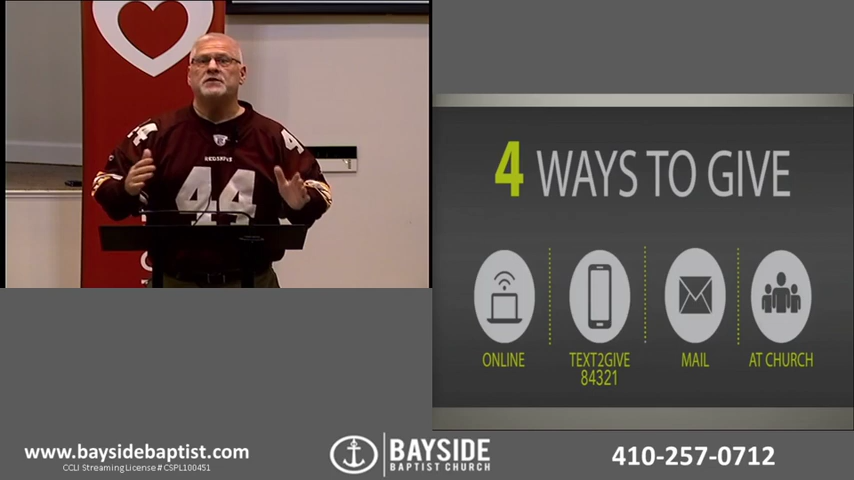 44
REDSKINS
44
4 WAYS TO GIVE
ONLINE
TEXT2GIVE
84321
MAIL
AT CHURCH
www.baysidebaptist.com
CCLI Streaming License # CSPL100451
BAYSIDE
BAPTIST CHURCH
410-257-0712